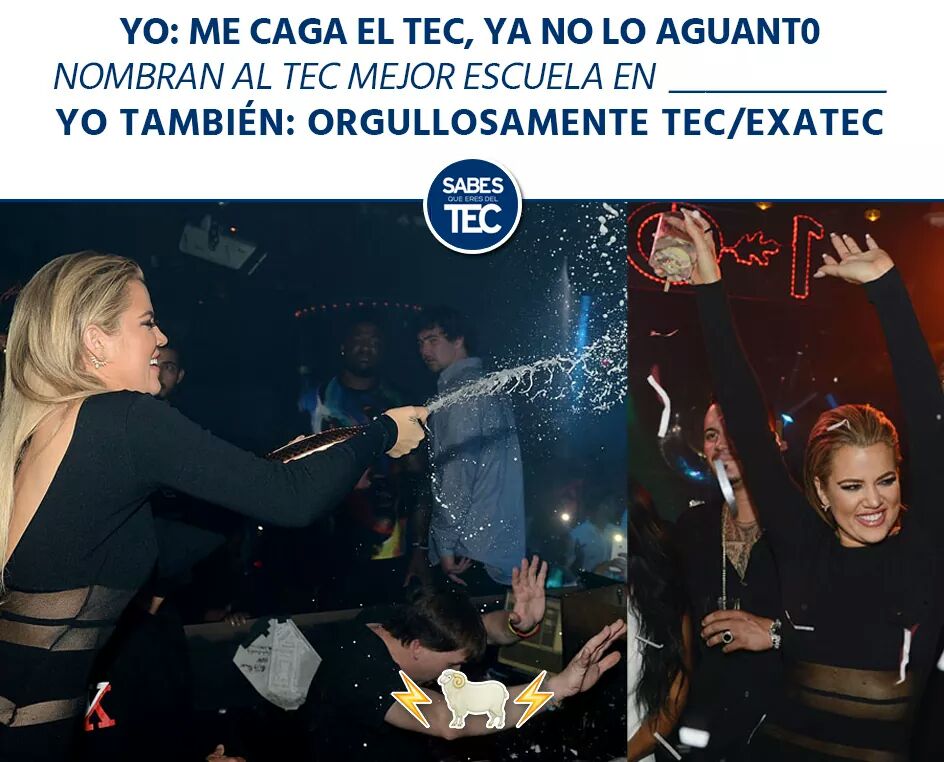 YO: ME CAGA EL TEC, YA NO LO AGUANT0
NOMBRAN AL TEC MEJOR ESCUELA EN ___________
YO TAMBIÉN: ORGULLOSAMENTE TEC/EXATEC
SABES
QUE ERES DEL
TEC
K